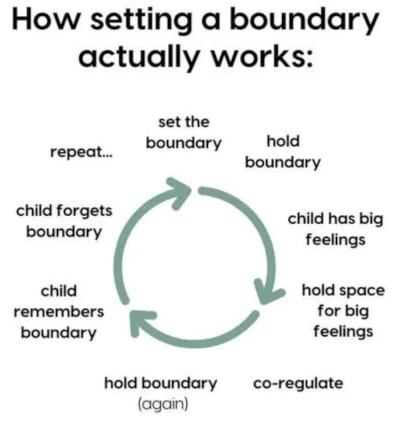 How setting a boundary
actually works:
set the
boundary
hold
boundary
child has big
feelings
hold space
for big
feelings
co-regulate
hold boundary
(again)
child
remembers
boundary
child forgets
boundary
repeat...